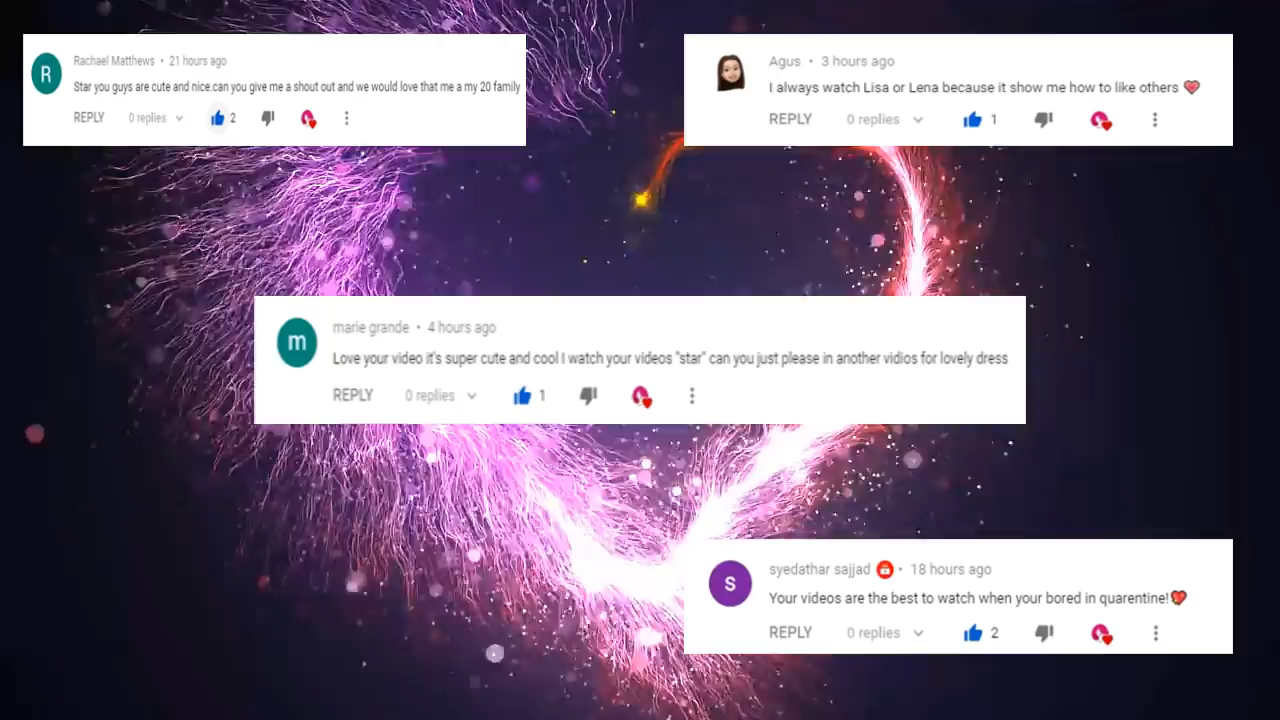 R
Rachael Matthews • 21 hours ago
Star you guys are cute and nice.can you give me a shout out and we would love that me a my 20 family
REPLY 0 replies 2
Agus • 3 hours ago
I always watch Lisa or Lena because it show me how to like others 💗
REPLY 0 replies 1
m
marie grande • 4 hours ago
Love your video it's super cute and cool I watch your videos "star" can you just please in another vidios for lovely dress
REPLY 0 replies 1
S
syedathar sajjad • 18 hours ago
Your videos are the best to watch when your bored in quarentine!💖
REPLY 0 replies 2